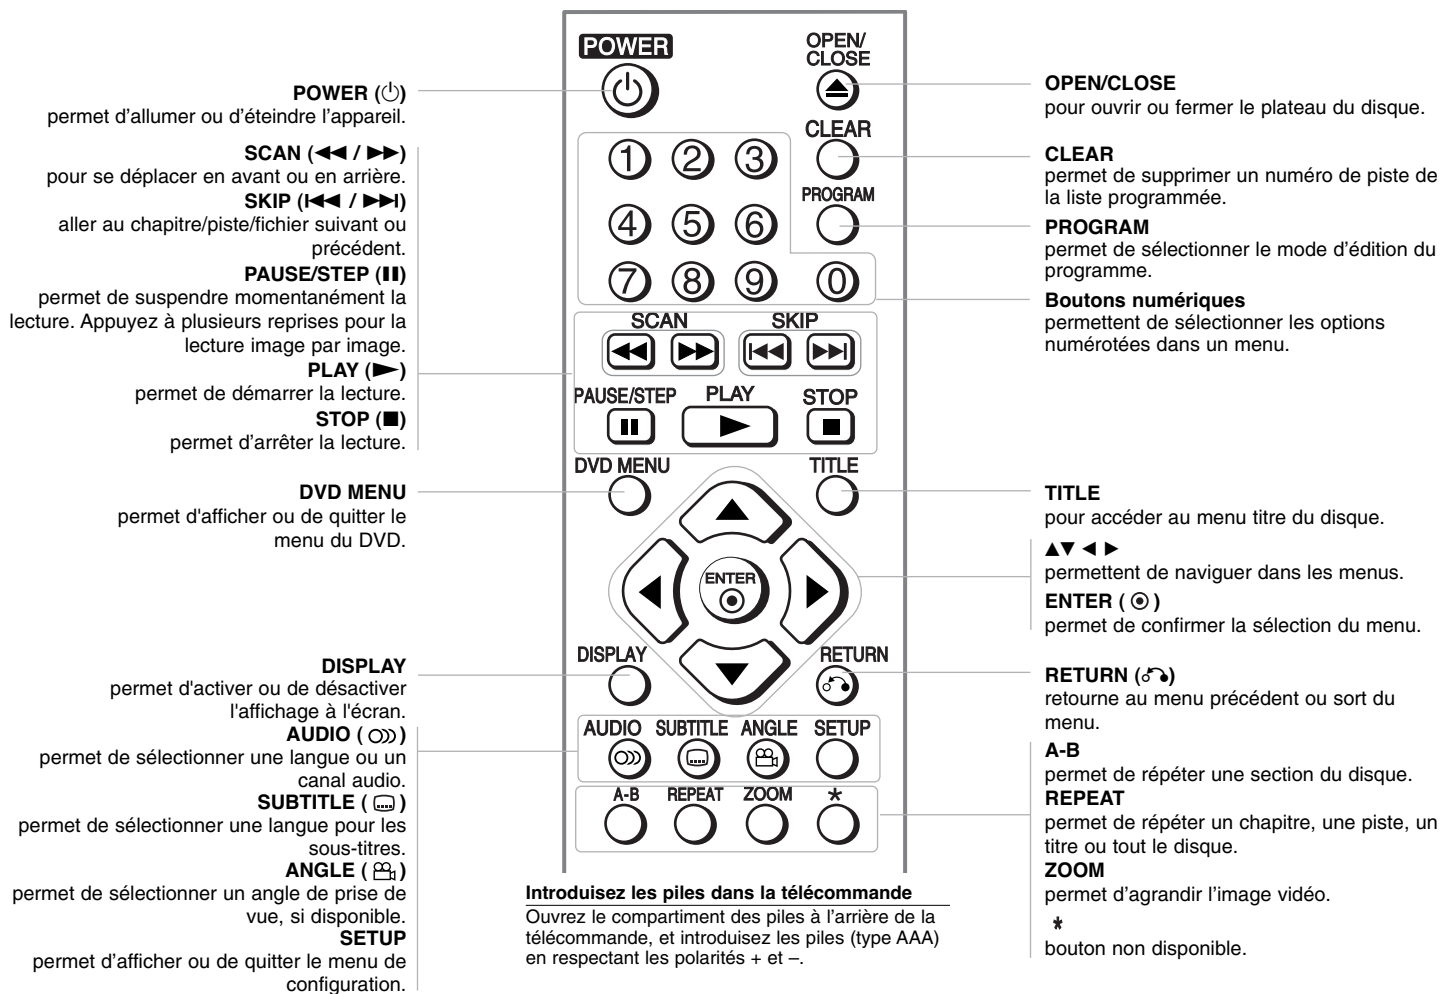 POWER (⏻)
permet d'allumer ou d'éteindre l'appareil.
SCAN (◀◀ / ▶▶)
pour se déplacer en avant ou en arrière.
SKIP (I◀◀ / ▶▶I)
aller au chapitre/piste/fichier suivant ou
précédent.
PAUSE/STEP (II)
permet de suspendre momentanément la
lecture. Appuyez à plusieurs reprises pour la
lecture image par image.
PLAY (▶)
permet de démarrer la lecture.
STOP (■)
permet d'arrêter la lecture.
DVD MENU
permet d'afficher ou de quitter le
menu du DVD.
DISPLAY
permet d'activer ou de désactiver
l'affichage à l'écran.
AUDIO ( )
permet de sélectionner une langue ou un
canal audio.
SUBTITLE ( )
permet de sélectionner une langue pour les
sous-titres.
ANGLE ( )
permet de sélectionner un angle de prise de
vue, si disponible.
SETUP
permet d'afficher ou de quitter le menu de
configuration.
POWER
OPEN/
CLOSE
CLEAR
1 2 3
PROGRAM
4 5 6
7 8 9 0
SCAN SKIP
PAUSE/STEP PLAY STOP
DVD MENU TITLE
ENTER
DISPLAY RETURN
AUDIO SUBTITLE ANGLE SETUP
A-B REPEAT ZOOM *
Introduisez les piles dans la télécommande
Ouvrez le compartiment des piles à l'arrière de la
télécommande, et introduisez les piles (type AAA)
en respectant les polarités + et –.
OPEN/CLOSE
pour ouvrir ou fermer le plateau du disque.
CLEAR
permet de supprimer un numéro de piste de
la liste programmée.
PROGRAM
permet de sélectionner le mode d'édition du
programme.
Boutons numériques
permettent de sélectionner les options
numérotées dans un menu.
TITLE
pour accéder au menu titre du disque.
▲▼ ◀ ▶
permettent de naviguer dans les menus.
ENTER ( ◉ )
permet de confirmer la sélection du menu.
RETURN ( )
retourne au menu précédent ou sort du
menu.
A-B
permet de répéter une section du disque.
REPEAT
permet de répéter un chapitre, une piste, un
titre ou tout le disque.
ZOOM
permet d'agrandir l'image vidéo.
*
bouton non disponible.